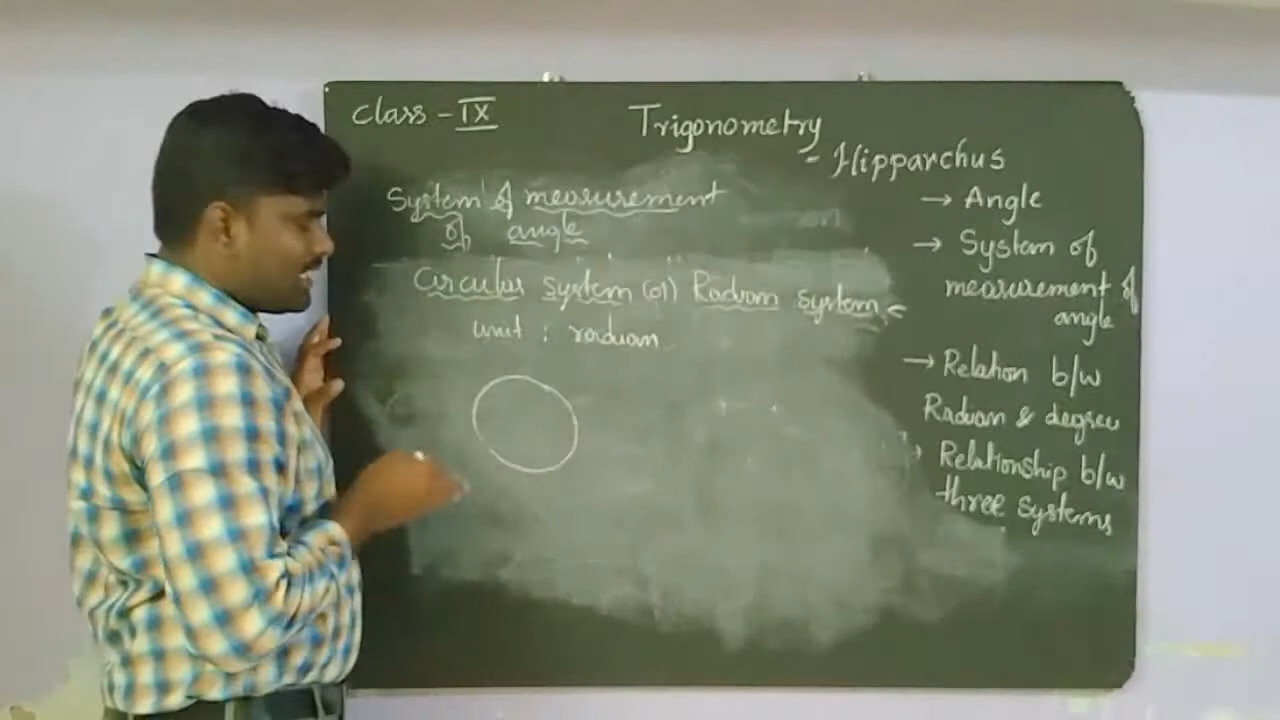 Class - IX
Trigonometry
- Hipparchus
System of measurement
of angle
Circular system (or) Radian system
unit : radian
→ Angle
→ System of
measurement of
angle
→ Relation b/w
Radian & degree
Relationship b/w
three systems